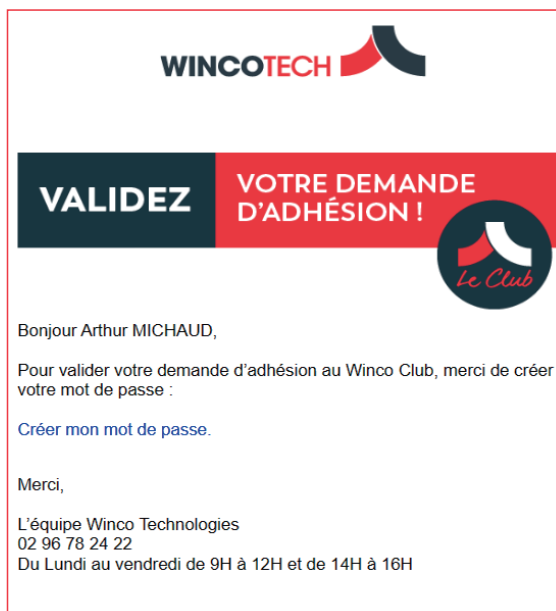 WINCOTECH
VALIDEZ
VOTRE DEMANDE
D'ADHÉSION !
Le Club
Bonjour Arthur MICHAUD,
Pour valider votre demande d'adhésion au Winco Club, merci de créer
votre mot de passe :
Créer mon mot de passe.
Merci,
L'équipe Winco Technologies
02 96 78 24 22
Du Lundi au vendredi de 9H à 12H et de 14H à 16H